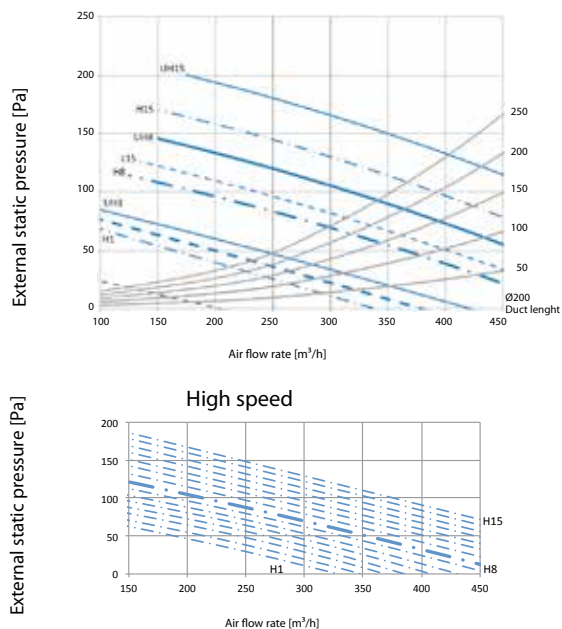 250
200
150
100
50
0
External static pressure [Pa]
UH15
H15
UH8
L15
H8
UH1
H1
250
200
150
100
50
Ø200
Duct lenght
100 150 200 250 300 350 400 450
Air flow rate [m³/h]
High speed
External static pressure [Pa]
200
150
100
50
0
H15
H1
H8
150 200 250 300 350 400 450
Air flow rate [m³/h]